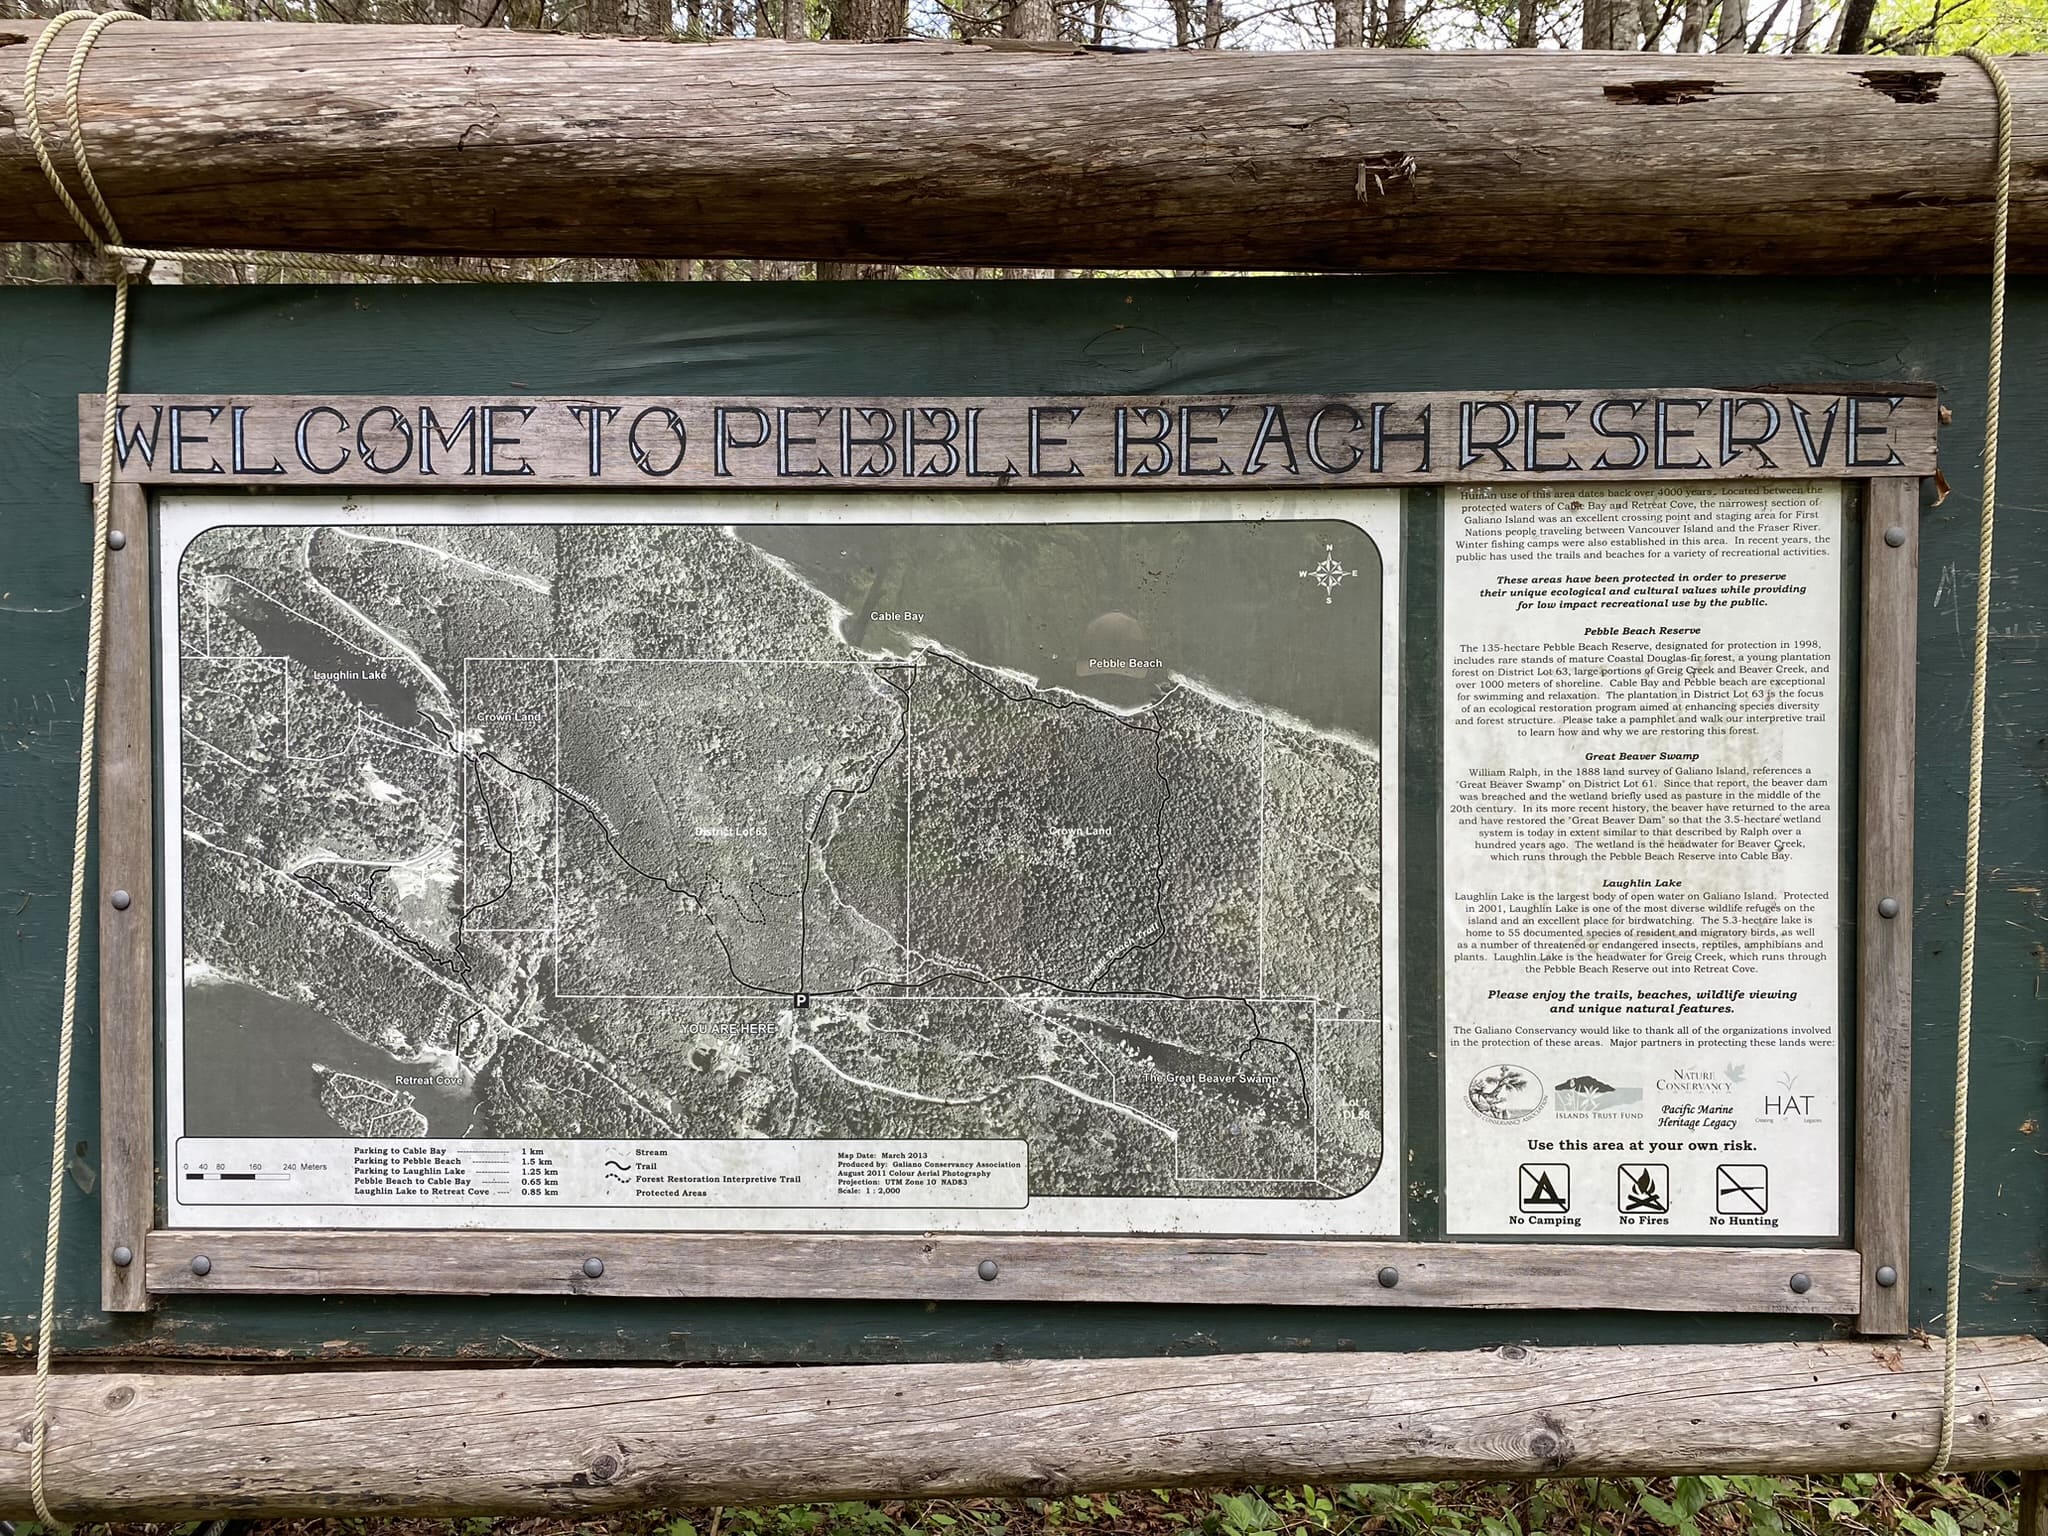 WELCOME TO PEBBLE BEACH RESERVE
N
W E
S
Cable Bay
Pebble Beach
Laughlin Lake
Crown Land
District Lot 63
Crown Land
Beach Trail
YOU ARE HERE
P
Retreat Cove
The Great Beaver Swamp
Lot 1
DL58
0 40 80 160 240 Meters
Parking to Cable Bay 1 km
Parking to Pebble Beach 1.5 km
Parking to Laughlin Lake 1.25 km
Pebble Beach to Cable Bay 0.65 km
Laughlin Lake to Retreat Cove 0.85 km
Stream
Trail
Forest Restoration Interpretive Trail
Protected Areas
Map Date: March 2013
Produced by: Galiano Conservancy Association
August 2011 Colour Aerial Photography
Projection: UTM Zone 10 NAD83
Scale: 1 : 2,000
Human use of this area dates back over 4000 years. Located between the
protected waters of Cable Bay and Retreat Cove, the narrowest section of
Galiano Island was an excellent crossing point and staging area for First
Nations people traveling between Vancouver Island and the Fraser River.
Winter fishing camps were also established in this area. In recent years, the
public has used the trails and beaches for a variety of recreational activities.
These areas have been protected in order to preserve
their unique ecological and cultural values while providing
for low impact recreational use by the public.
Pebble Beach Reserve
The 135-hectare Pebble Beach Reserve, designated for protection in 1998,
includes rare stands of mature Coastal Douglas-fir forest, a young plantation
forest on District Lot 63, large portions of Greig Creek and Beaver Creek, and
over 1000 meters of shoreline. Cable Bay and Pebble beach are exceptional
for swimming and relaxation. The plantation in District Lot 63 is the focus
of an ecological restoration program aimed at enhancing species diversity
and forest structure. Please take a pamphlet and walk our interpretive trail
to learn how and why we are restoring this forest.
Great Beaver Swamp
William Ralph, in the 1888 land survey of Galiano Island, references a
"Great Beaver Swamp" on District Lot 61. Since that report, the beaver dam
was breached and the wetland briefly used as pasture in the middle of the
20th century. In its more recent history, the beaver have returned to the area
and have restored the "Great Beaver Dam" so that the 3.5-hectare wetland
system is today in extent similar to that described by Ralph over a
hundred years ago. The wetland is the headwater for Beaver Creek,
which runs through the Pebble Beach Reserve into Cable Bay.
Laughlin Lake
Laughlin Lake is the largest body of open water on Galiano Island. Protected
in 2001, Laughlin Lake is one of the most diverse wildlife refuges on the
island and an excellent place for birdwatching. The 5.3-hectare lake is
home to 55 documented species of resident and migratory birds, as well
as a number of threatened or endangered insects, reptiles, amphibians and
plants. Laughlin Lake is the headwater for Greig Creek, which runs through
the Pebble Beach Reserve out into Retreat Cove.
Please enjoy the trails, beaches, wildlife viewing
and unique natural features.
The Galiano Conservancy would like to thank all of the organizations involved
in the protection of these areas. Major partners in protecting these lands were:
GALIANO CONSERVANCY ASSOCIATION
ISLANDS TRUST FUND
NATURE
CONSERVANCY
CANADA
Pacific Marine
Heritage Legacy
HAT
Creating Legacies
Use this area at your own risk.
No Camping
No Fires
No Hunting